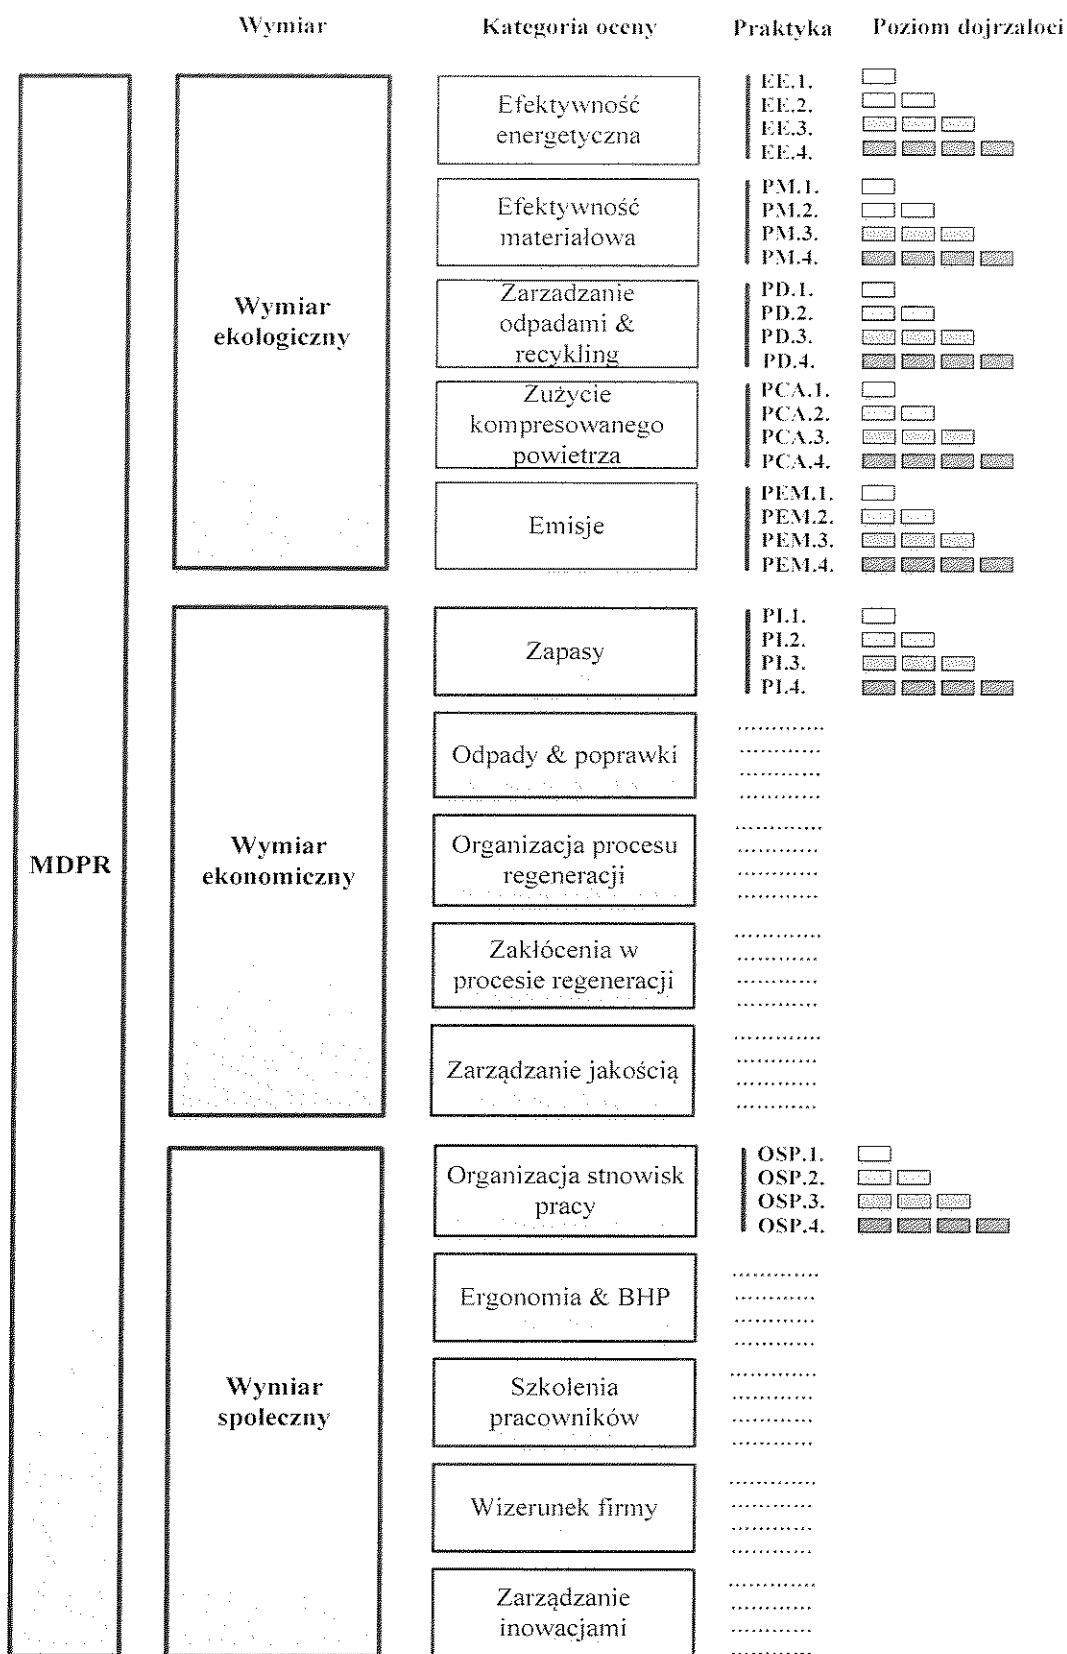 Wymiar Kategoria oceny Praktyka Poziom dojrzałoci
MDPR
Wymiar
ekologiczny
Efektywność
energetyczna
EE.1.
EE.2.
EE.3.
EE.4.
Efektywność
materiałowa
PM.1.
PM.2.
PM.3.
PM.4.
Zarzadzanie
odpadami &
recykling
PD.1.
PD.2.
PD.3.
PD.4.
Zużycie
kompresowanego
powietrza
PCA.1.
PCA.2.
PCA.3.
PCA.4.
Emisje
PEM.1.
PEM.2.
PEM.3.
PEM.4.
Wymiar
ekonomiczny
Zapasy
PI.1.
PI.2.
PI.3.
PI.4.
Odpady & poprawki
Organizacja procesu
regeneracji
Zakłócenia w
procesie regeneracji
Zarządzanie jakością
Wymiar
społeczny
Organizacja stnowisk
pracy
OSP.1.
OSP.2.
OSP.3.
OSP.4.
Ergonomia & BHP
Szkolenia
pracowników
Wizerunek firmy
Zarządzanie
inowacjami